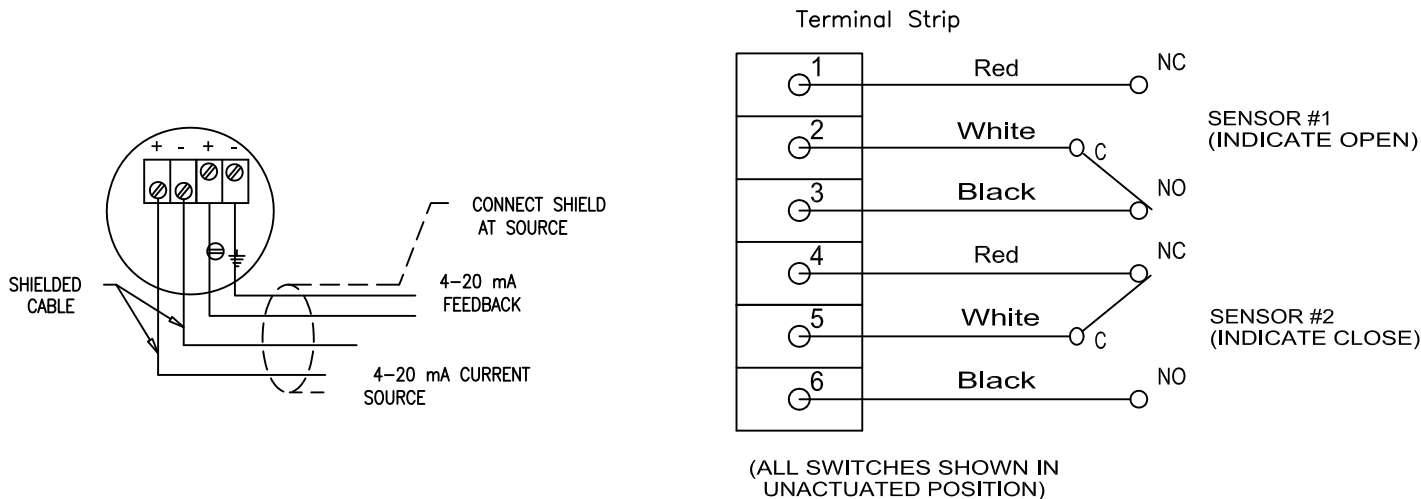 + - + -
CONNECT SHIELD
AT SOURCE
SHIELDED
CABLE
4-20 mA
FEEDBACK
4-20 mA CURRENT
SOURCE
Terminal Strip
1 Red NC
2 White C
3 Black NO
SENSOR #1
(INDICATE OPEN)
4 Red NC
5 White C
6 Black NO
SENSOR #2
(INDICATE CLOSE)
(ALL SWITCHES SHOWN IN
UNACTUATED POSITION)